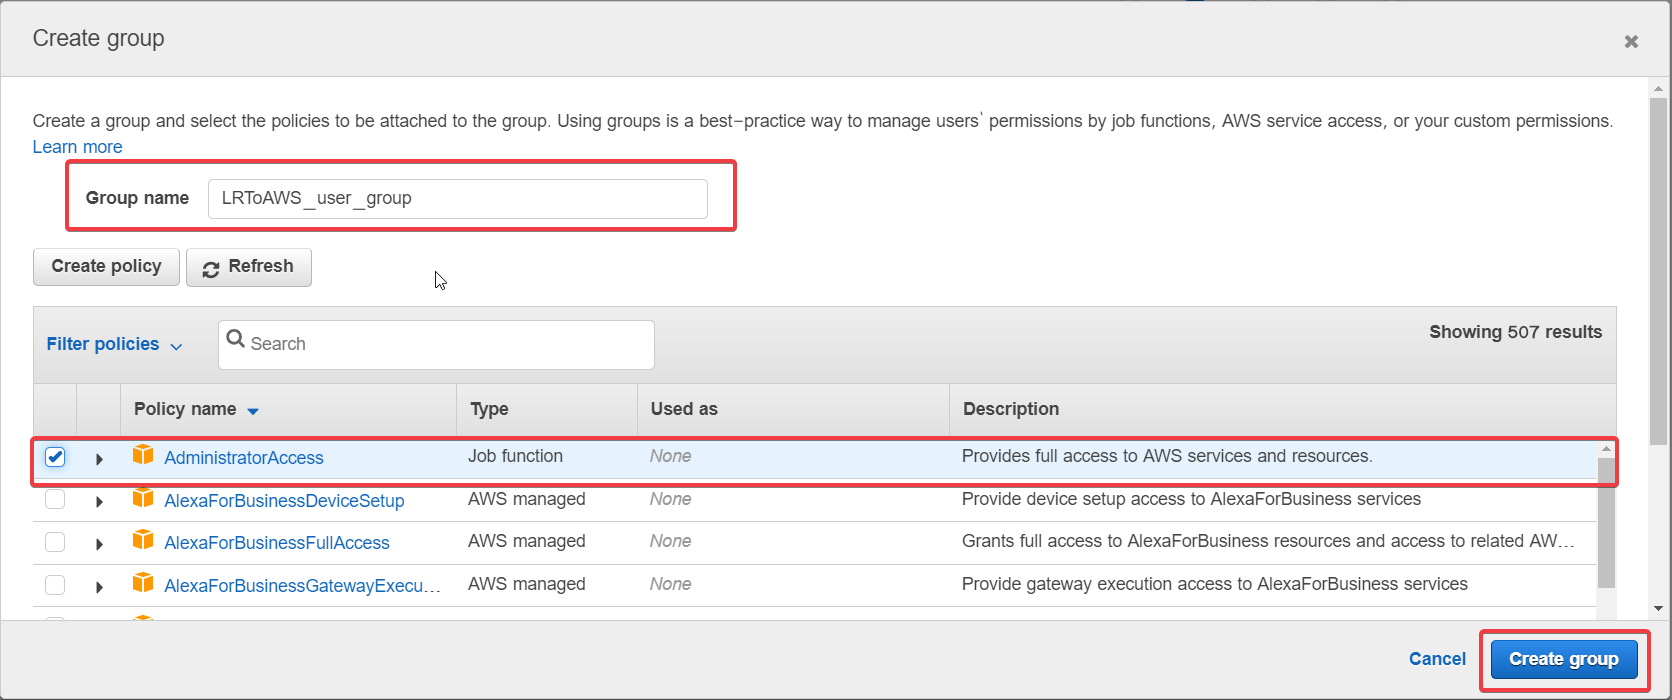 Create group
Create a group and select the policies to be attached to the group. Using groups is a best-practice way to manage users' permissions by job functions, AWS service access, or your custom permissions.
Learn more
Group name LRToAWS_user_group
Create policy Refresh
Filter policies Search Showing 507 results
Policy name Type Used as Description
AdministratorAccess Job function None Provides full access to AWS services and resources.
AlexaForBusinessDeviceSetup AWS managed None Provide device setup access to AlexaForBusiness services
AlexaForBusinessFullAccess AWS managed None Grants full access to AlexaForBusiness resources and access to related AW...
AlexaForBusinessGatewayExecu... AWS managed None Provide gateway execution access to AlexaForBusiness services
Cancel Create group